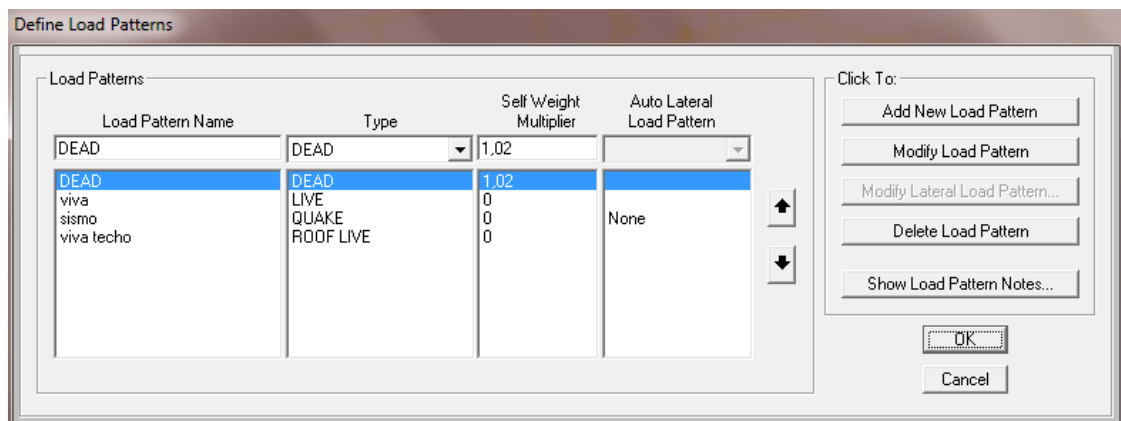 Define Load Patterns
Load Patterns
Load Pattern Name Type Self Weight Multiplier Auto Lateral Load Pattern
DEAD DEAD 1,02
DEAD DEAD 1,02
viva LIVE 0
sismo QUAKE 0 None
viva techo ROOF LIVE 0
Click To:
Add New Load Pattern
Modify Load Pattern
Modify Lateral Load Pattern...
Delete Load Pattern
Show Load Pattern Notes...
OK
Cancel